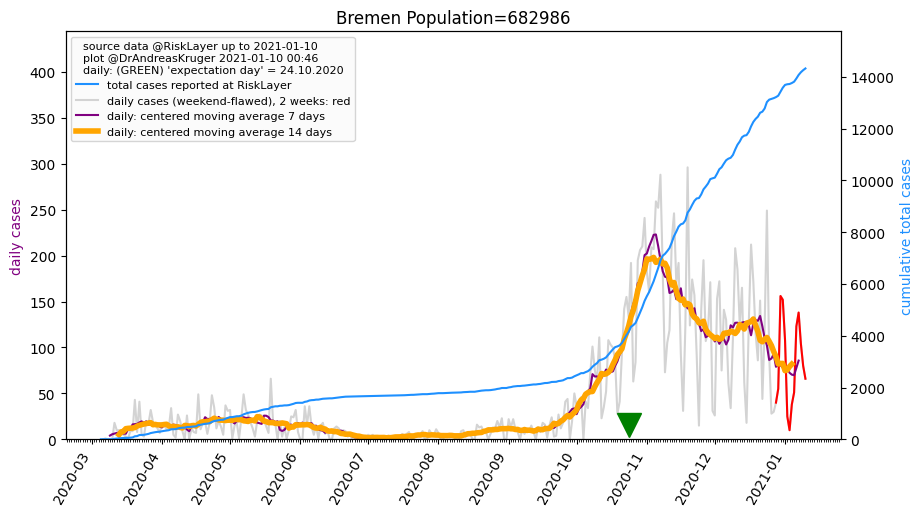 Bremen Population=682986
source data @RiskLayer up to 2021-01-10
plot @DrAndreasKruger 2021-01-10 00:46
daily: (GREEN) 'expectation day' = 24.10.2020
total cases reported at RiskLayer
daily cases (weekend-flawed), 2 weeks: red
daily: centered moving average 7 days
daily: centered moving average 14 days
daily cases
400
350
300
250
200
150
100
50
0
14000
12000
10000
8000
6000
4000
2000
0
cumulative total cases
2020-03
2020-04
2020-05
2020-06
2020-07
2020-08
2020-09
2020-10
2020-11
2020-12
2021-01